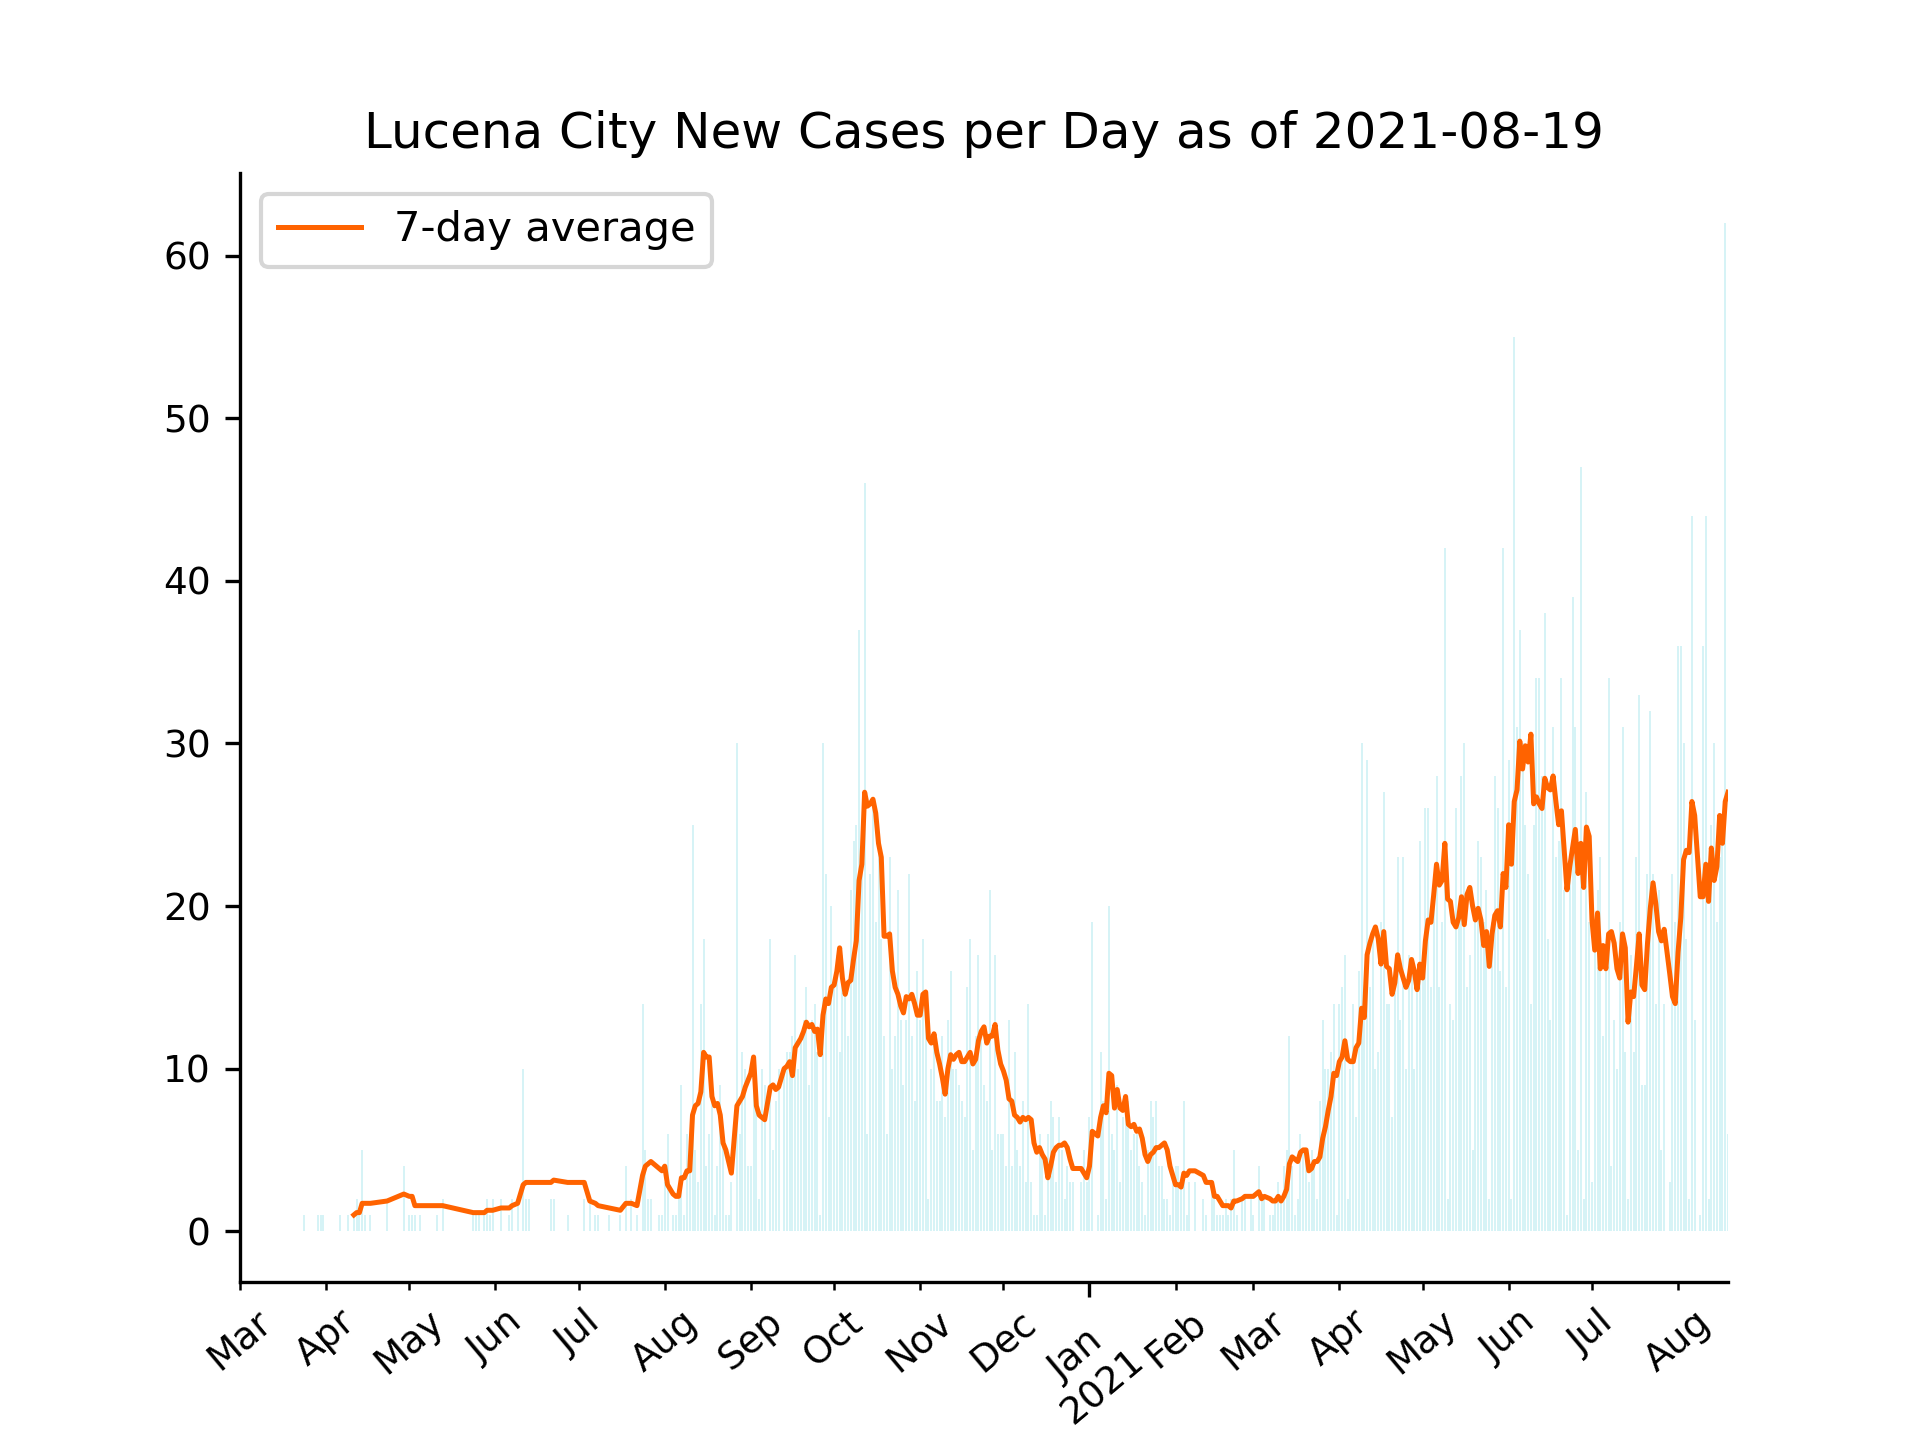 Lucena City New Cases per Day as of 2021-08-19
7-day average
60
50
40
30
20
10
0
Mar
Apr
May
Jun
Jul
Aug
Sep
Oct
Nov
Dec
Jan
2021
Feb
Mar
Apr
May
Jun
Jul
Aug